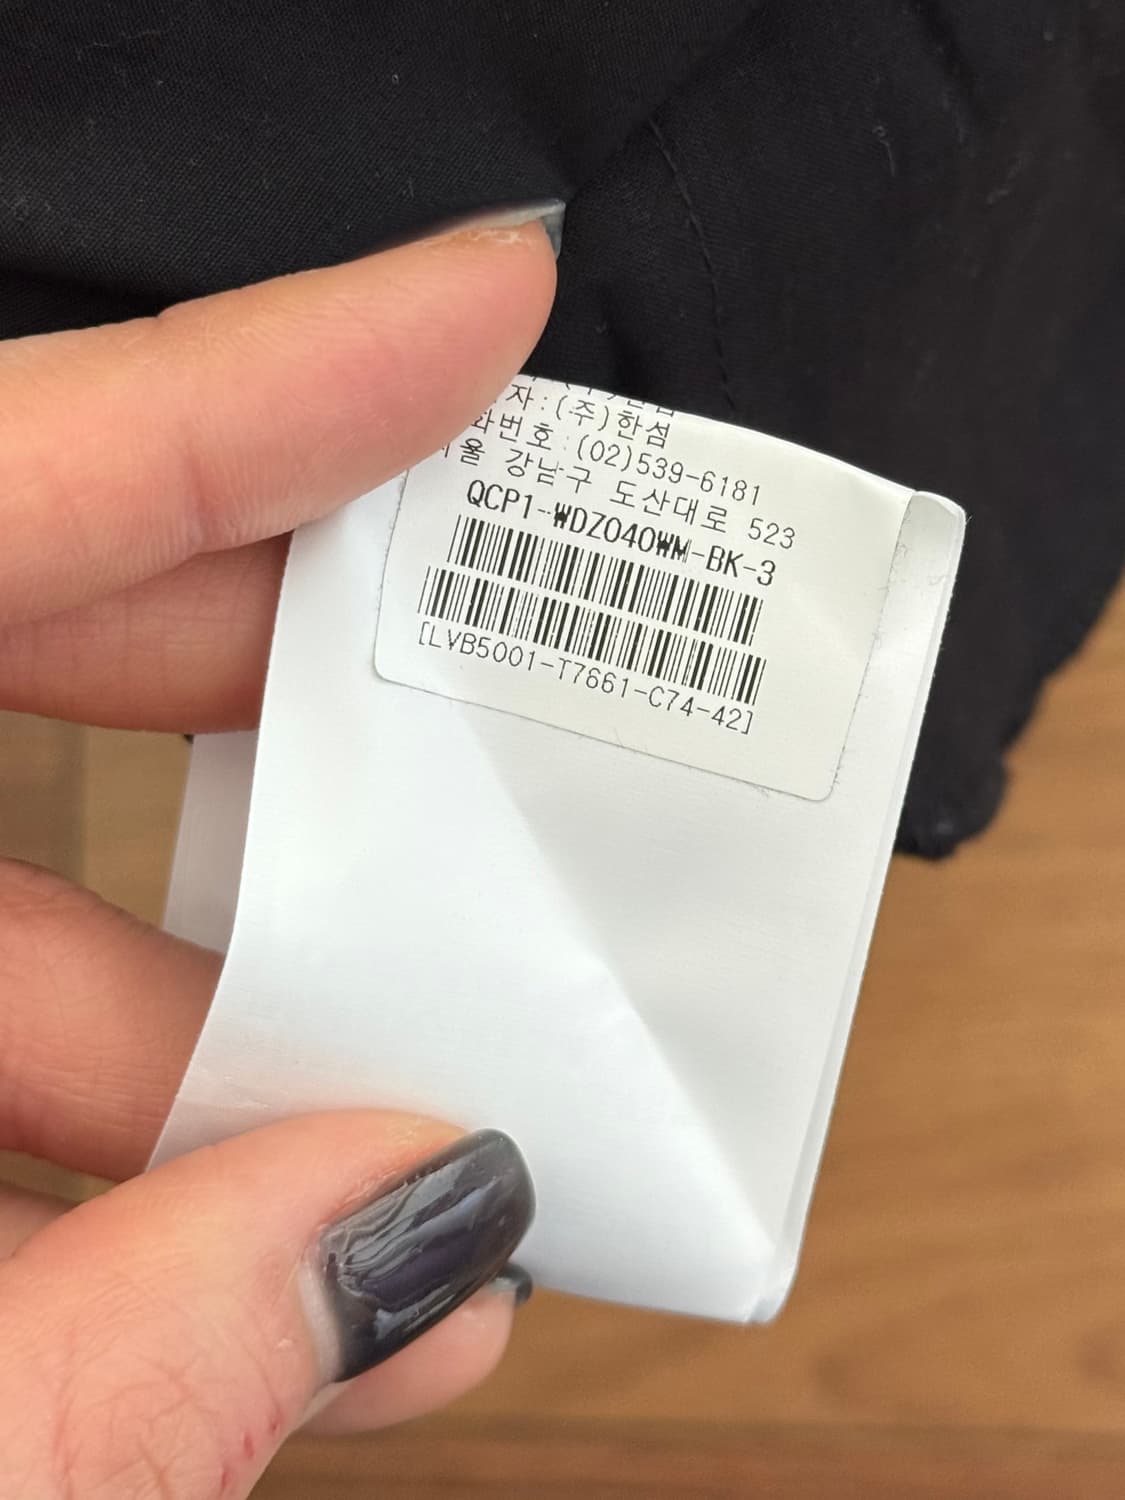 자:(주)한섬
화번호:(02)539-6181
서울 강남구 도산대로 523
QCP1-WDZ040WM-BK-3
[LVB5001-T7661-C74-42]